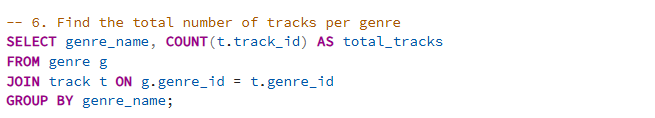 -- 6. Find the total number of tracks per genre
SELECT genre_name, COUNT(t.track_id) AS total_tracks
FROM genre g
JOIN track t ON g.genre_id = t.genre_id
GROUP BY genre_name;